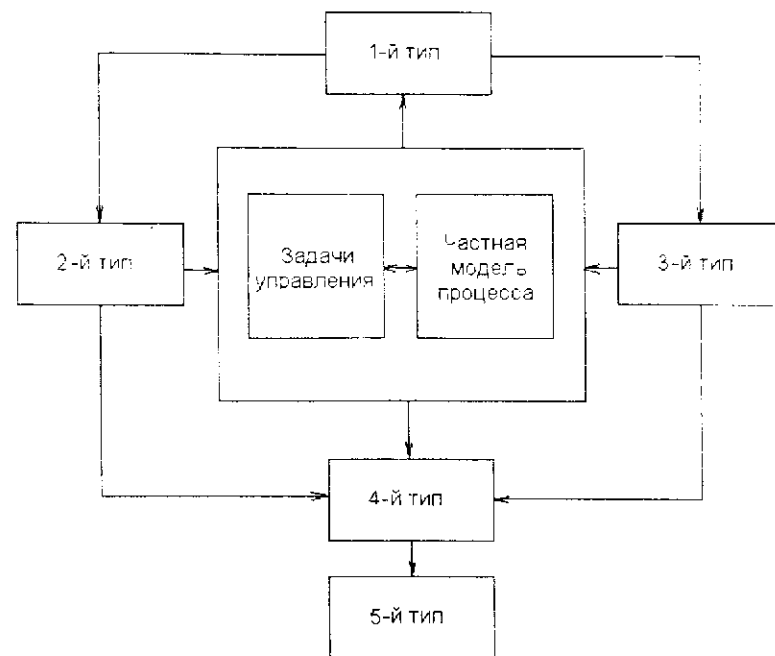 1-й тип
2-й тип
Задачи
управления
Частная
модель
процесса
3-й тип
4-й тип
5-й тип